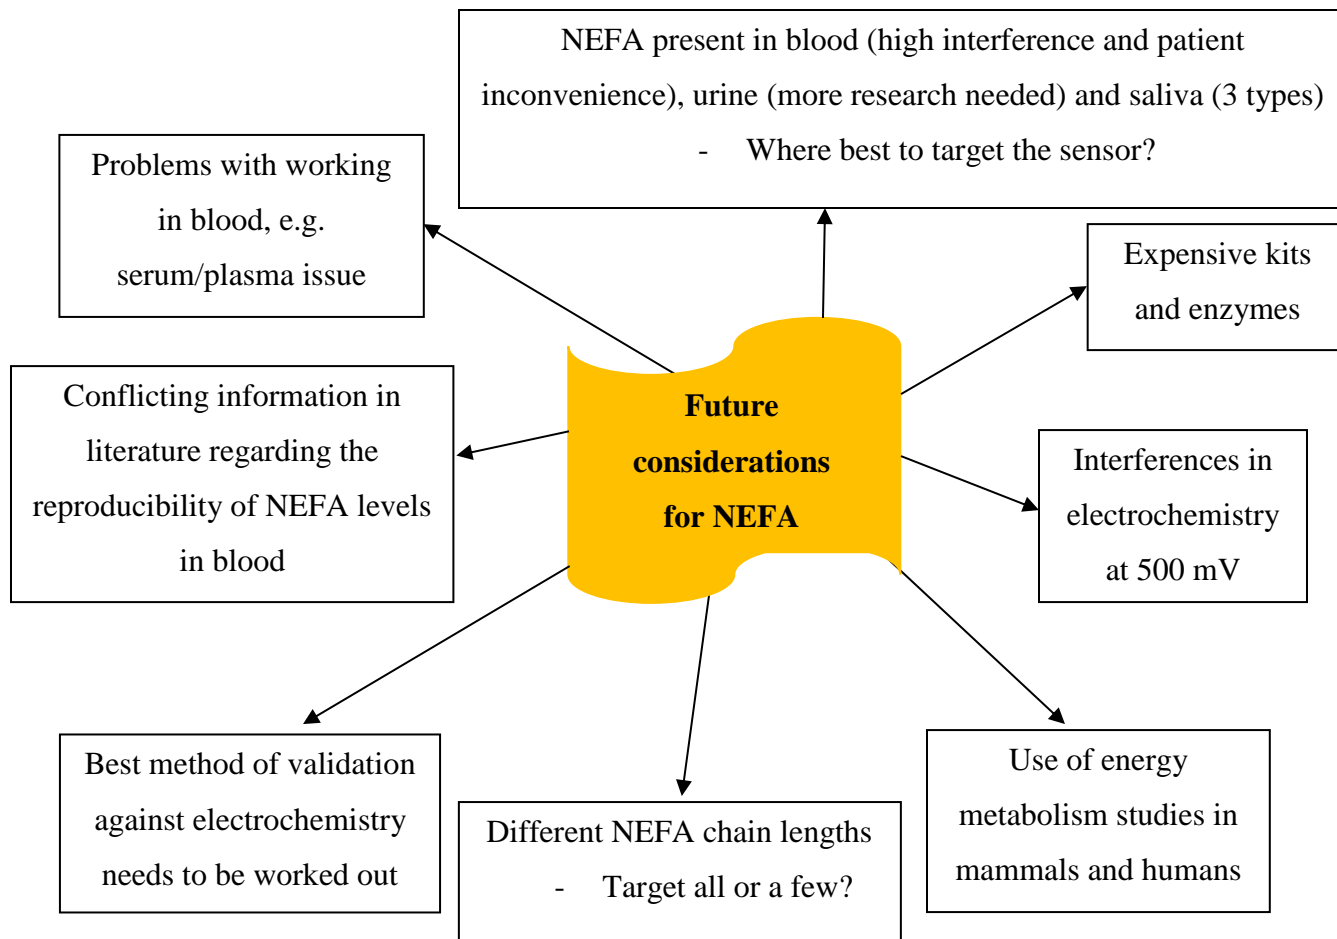 NEFA present in blood (high interference and patient
inconvenience), urine (more research needed) and saliva (3 types)
- Where best to target the sensor?
Problems with working
in blood, e.g.
serum/plasma issue
Expensive kits
and enzymes
Conflicting information in
literature regarding the
reproducibility of NEFA levels
in blood
Future
considerations
for NEFA
Interferences in
electrochemistry
at 500 mV
Best method of validation
against electrochemistry
needs to be worked out
Different NEFA chain lengths
- Target all or a few?
Use of energy
metabolism studies in
mammals and humans